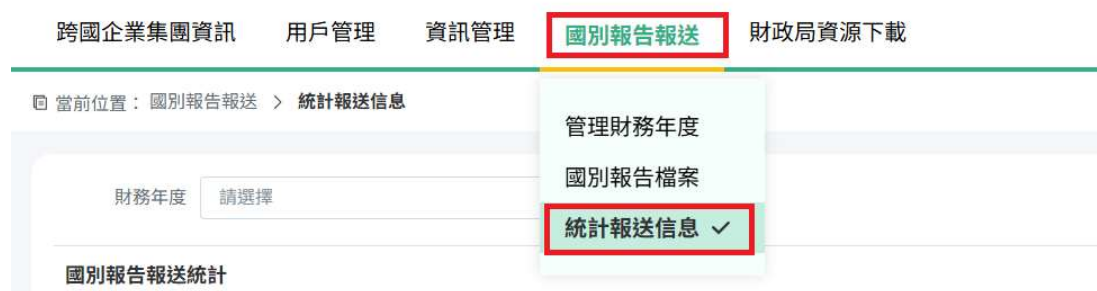 跨國企業集團資訊 用戶管理 資訊管理 國別報告報送 財政局資源下載
當前位置： 國別報告報送 > 統計報送信息
管理財務年度
國別報告檔案
統計報送信息
財務年度 請選擇
國別報告報送統計